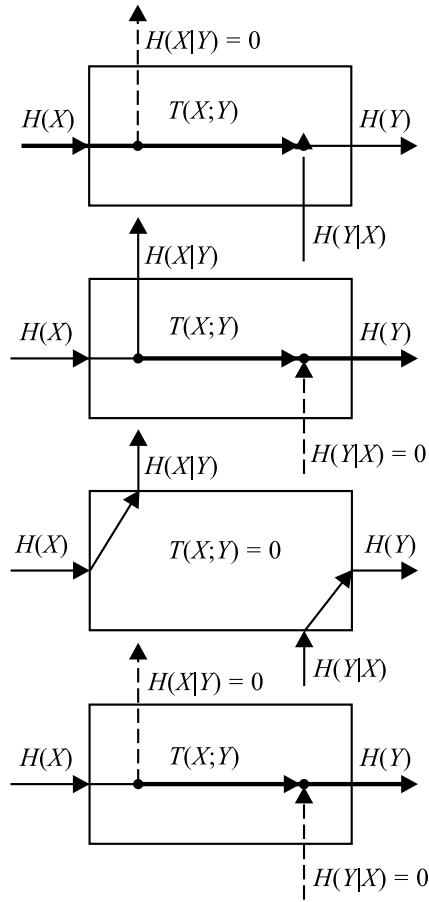 H(X|Y) = 0
T(X;Y)
H(X)
H(Y)
H(Y|X)
H(X|Y)
T(X;Y)
H(X)
H(Y)
H(Y|X) = 0
H(X|Y)
H(X)
T(X;Y) = 0
H(Y)
H(Y|X)
H(X|Y) = 0
T(X;Y)
H(X)
H(Y)
H(Y|X) = 0